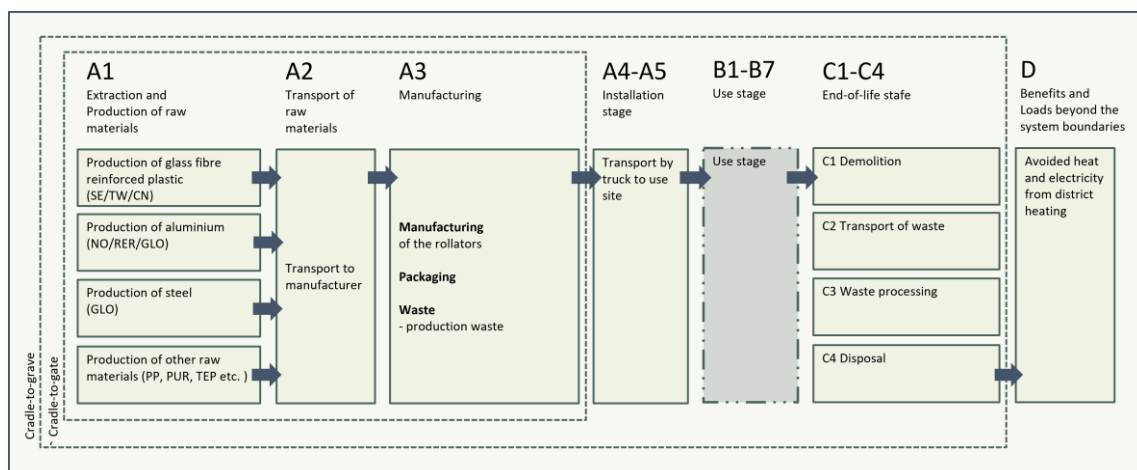 A1
Extraction and
Production of raw
materials
A2
Transport of
raw
materials
A3
Manufacturing
A4-A5
Installation
stage
B1-B7
Use stage
C1-C4
End-of-life stafe
D
Benefits and
Loads beyond the
system boundaries
Production of glass fibre
reinforced plastic
(SE/TW/CN)
Production of aluminium
(NO/RER/GLO)
Production of steel
(GLO)
Production of other raw
materials (PP, PUR, TEP etc. )
Transport to
manufacturer
Manufacturing
of the rollators
Packaging
Waste
- production waste
Transport by
truck to use
site
Use stage
C1 Demolition
C2 Transport of waste
C3 Waste processing
C4 Disposal
Avoided heat
and electricity
from district
heating
Cradle-to-grave
Cradle-to-gate